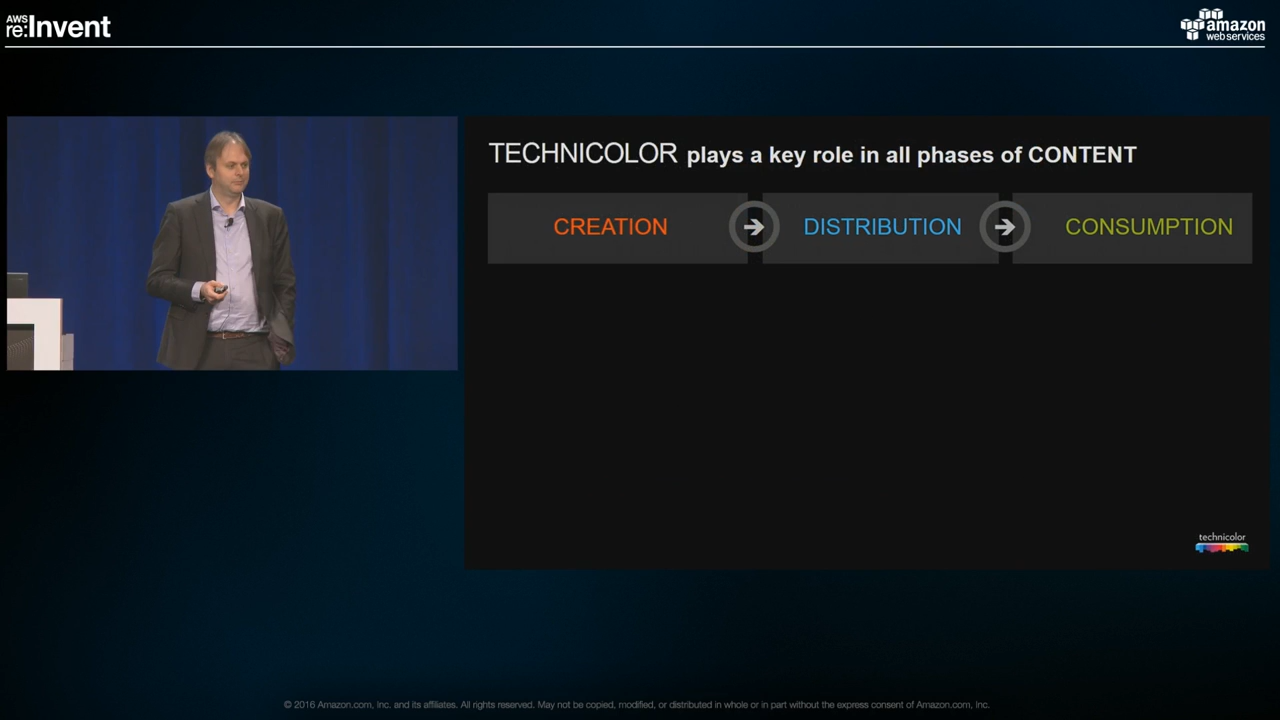 AWS
re:Invent
amazon
web services
TECHNICOLOR plays a key role in all phases of CONTENT
CREATION
DISTRIBUTION
CONSUMPTION
technicolor
© 2016 Amazon.com, Inc. and its affiliates. All rights reserved. May not be copied, modified, or distributed in whole or in part without the express consent of Amazon.com, Inc.